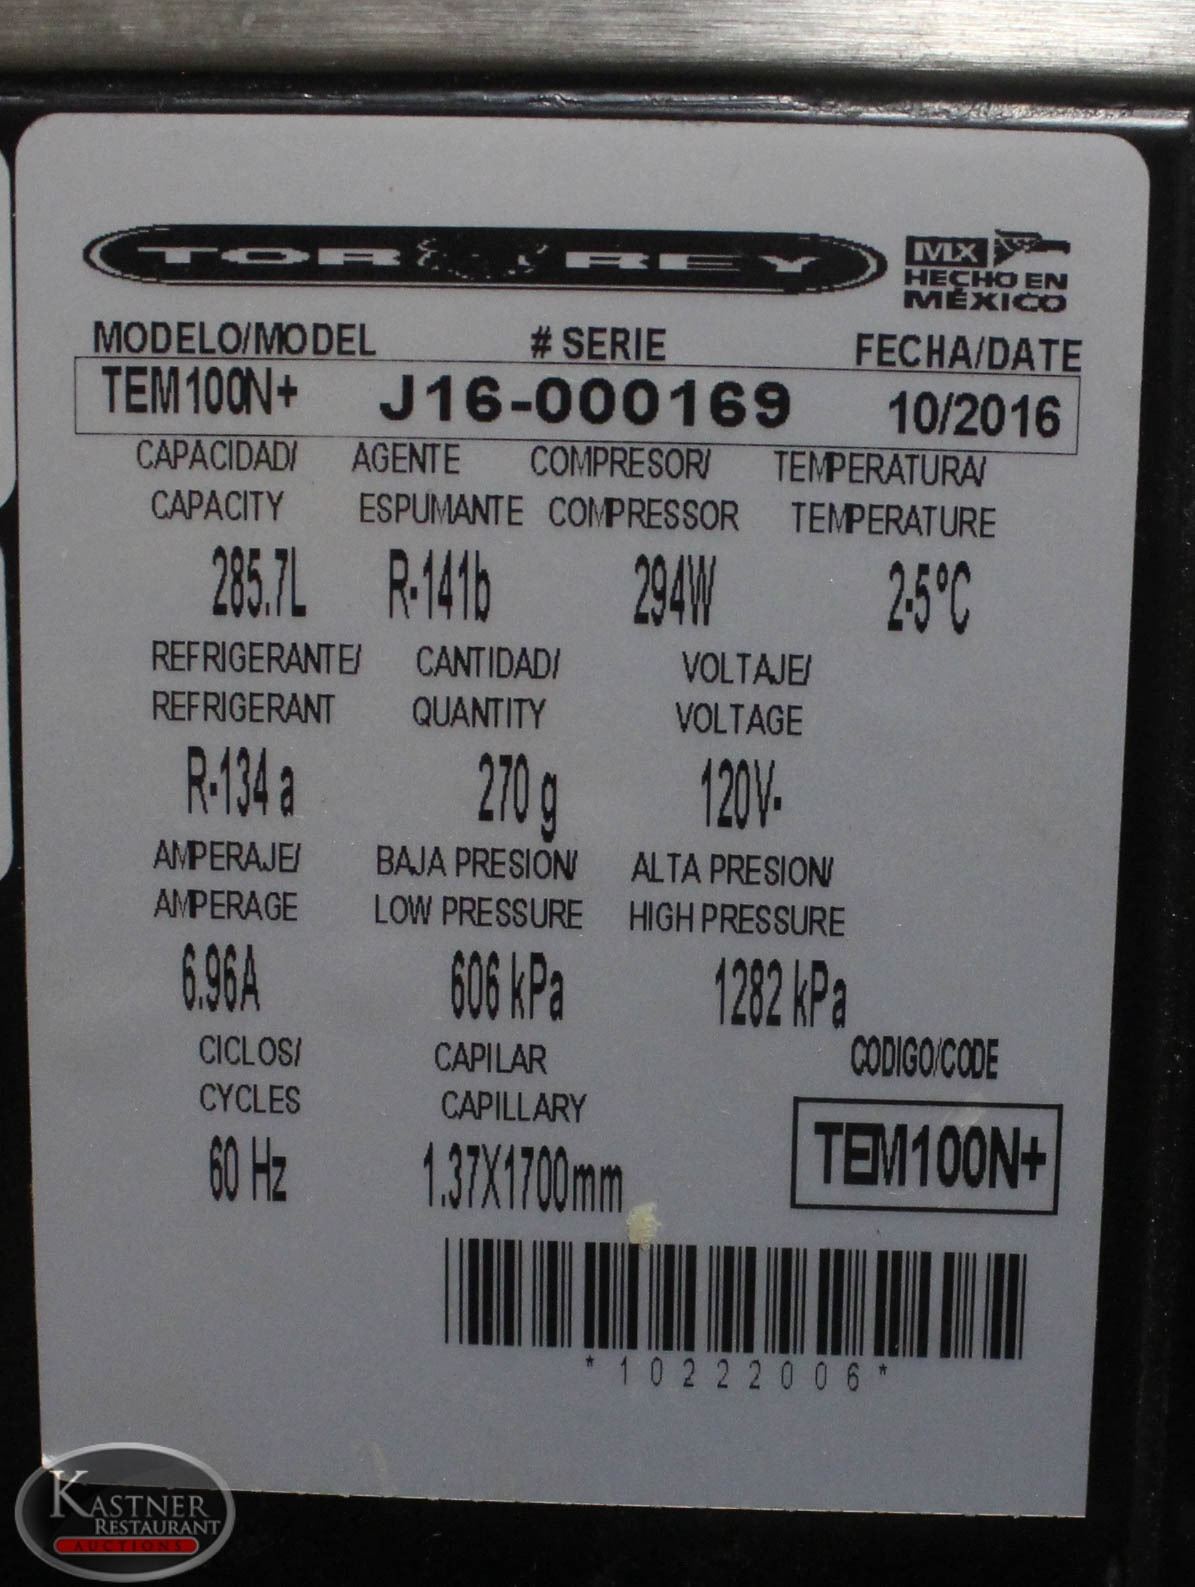 TOR REY
MX
HECHO EN
MÉXICO
MODELO/MODEL # SERIE FECHA/DATE
TEM100N+ J16-000169 10/2016
CAPACIDAD/ AGENTE COMPRESOR/ TEMPERATURA/
CAPACITY ESPUMANTE COMPRESSOR TEMPERATURE
285.7L R-141b 294W 2-5°C
REFRIGERANTE/ CANTIDAD/ VOLTAJE/
REFRIGERANT QUANTITY VOLTAGE
R-134 a 270 g 120V-
AMPERAJE/ BAJA PRESION/ ALTA PRESION/
AMPERAGE LOW PRESSURE HIGH PRESSURE
6.96A 606 kPa 1282 kPa
CICLOS/ CAPILAR CODIGO/CODE
CYCLES CAPILLARY
60 Hz 1.37X1700mm TEM100N+
*10222006*
KASTNER
RESTAURANT
AUCTIONS